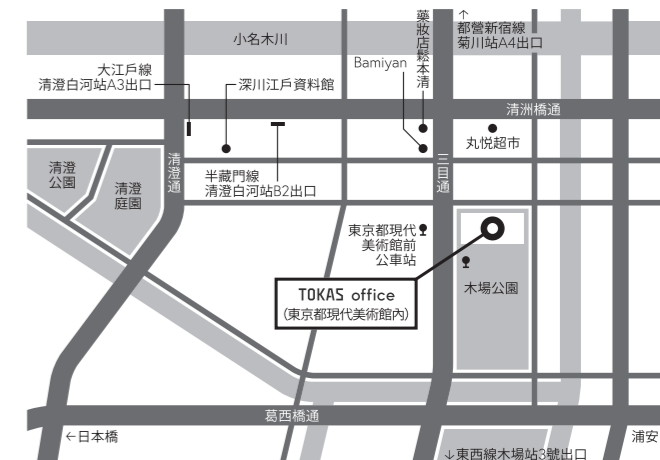 藥妝店鬆本清
↑
都營新宿線
菊川站A4出口
小名木川
大江戶線
清澄白河站A3出口
深川江戶資料館
Bamiyan
清洲橋通
丸悦超市
清澄公園
清澄庭園
清澄通
半藏門線
清澄白河站B2出口
三目通
東京都現代
美術館前
公車站
木場公園
TOKAS office
(東京都現代美術館內)
葛西橋通
←日本橋
浦安
↓東西線木場站3號出口